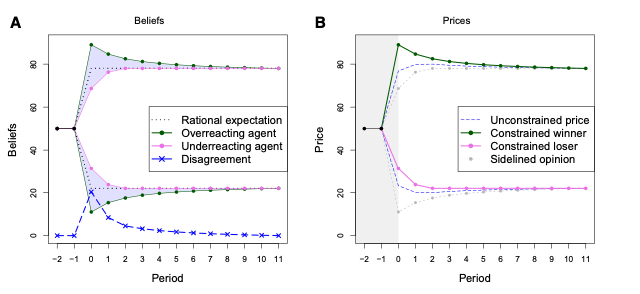 A
Beliefs
Beliefs
80
60
40
20
0
Rational expectation
Overreacting agent
Underreacting agent
Disagreement
−2 −1 0 1 2 3 4 5 6 7 8 9 10 11
Period
B
Prices
Price
80
60
40
20
0
Unconstrained price
Constrained winner
Constrained loser
Sidelined opinion
−2 −1 0 1 2 3 4 5 6 7 8 9 10 11
Period